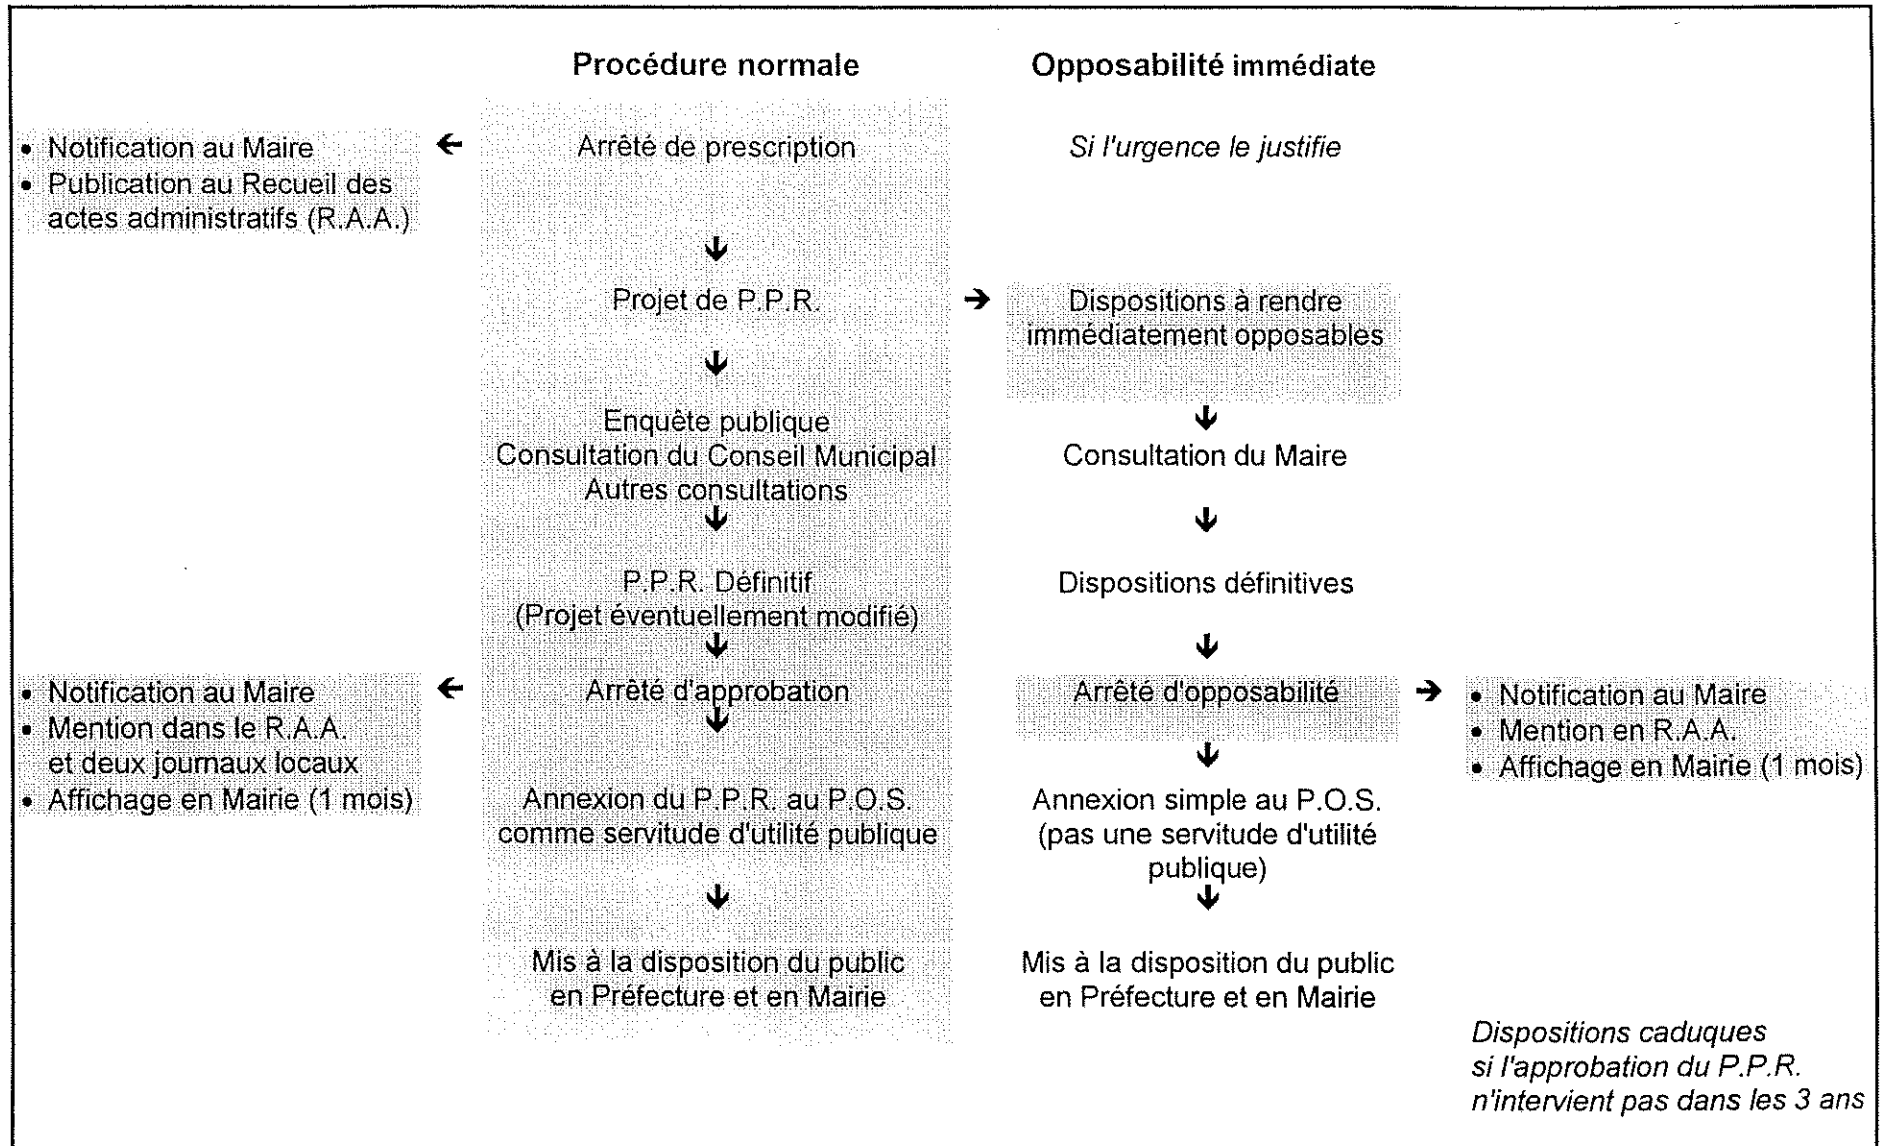 Procédure normale
Opposabilité immédiate
• Notification au Maire
• Publication au Recueil des
actes administratifs (R.A.A.)
←
Arrêté de prescription
Si l'urgence le justifie
↓
Projet de P.P.R.
→
Dispositions à rendre
immédiatement opposables
↓
↓
Enquête publique
Consultation du Conseil Municipal
Autres consultations
Consultation du Maire
↓
↓
P.P.R. Définitif
(Projet éventuellement modifié)
Dispositions définitives
↓
↓
• Notification au Maire
• Mention dans le R.A.A.
et deux journaux locaux
• Affichage en Mairie (1 mois)
←
Arrêté d'approbation
Arrêté d'opposabilité
→
• Notification au Maire
• Mention en R.A.A.
• Affichage en Mairie (1 mois)
↓
↓
Annexion du P.P.R. au P.O.S.
comme servitude d'utilité publique
Annexion simple au P.O.S.
(pas une servitude d'utilité
publique)
↓
↓
Mis à la disposition du public
en Préfecture et en Mairie
Mis à la disposition du public
en Préfecture et en Mairie
Dispositions caduques
si l'approbation du P.P.R.
n'intervient pas dans les 3 ans